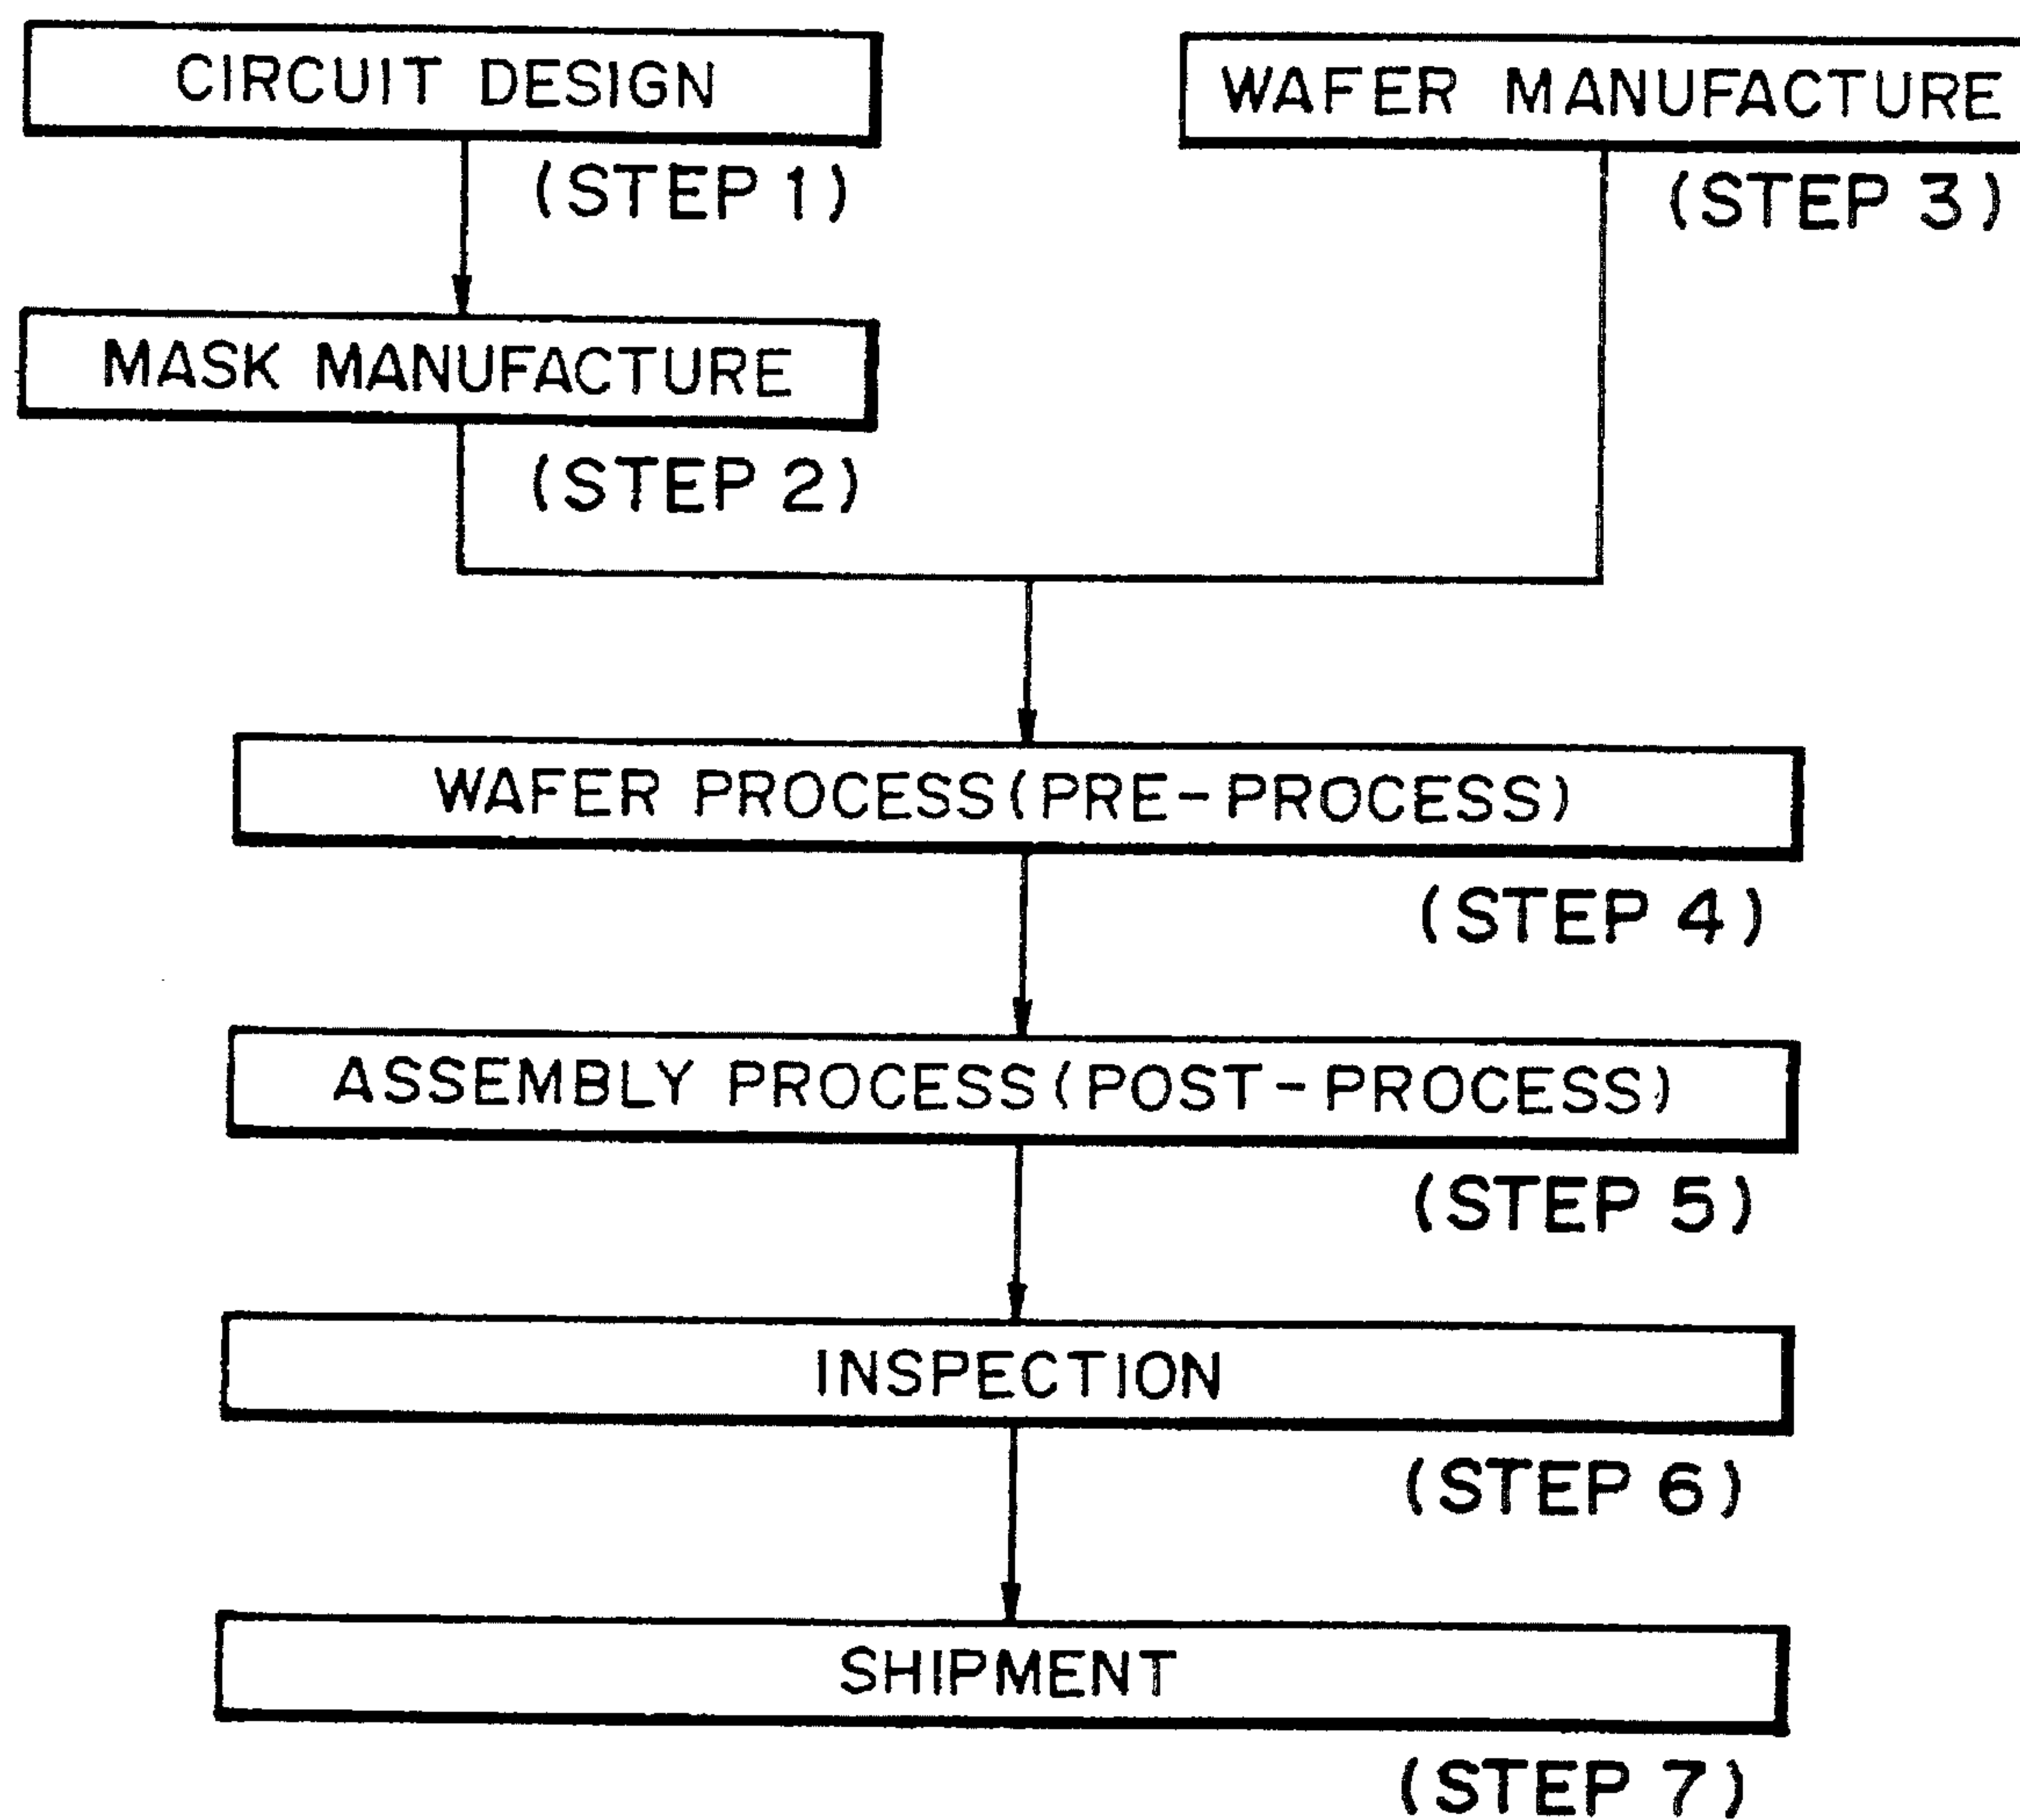 CIRCUIT DESIGN
(STEP 1)
WAFER MANUFACTURE
(STEP 3)
MASK MANUFACTURE
(STEP 2)
WAFER PROCESS(PRE-PROCESS)
(STEP 4)
ASSEMBLY PROCESS(POST-PROCESS)
(STEP 5)
INSPECTION
(STEP 6)
SHIPMENT
(STEP 7)